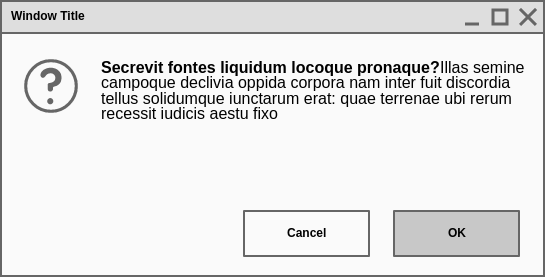 Window Title
Secrevit fontes liquidum locoque pronaque?Illas semine
campoque declivia oppida corpora nam inter fuit discordia
tellus solidumque iunctarum erat: quae terrenae ubi rerum
recessit iudicis aestu fixo
Cancel
OK